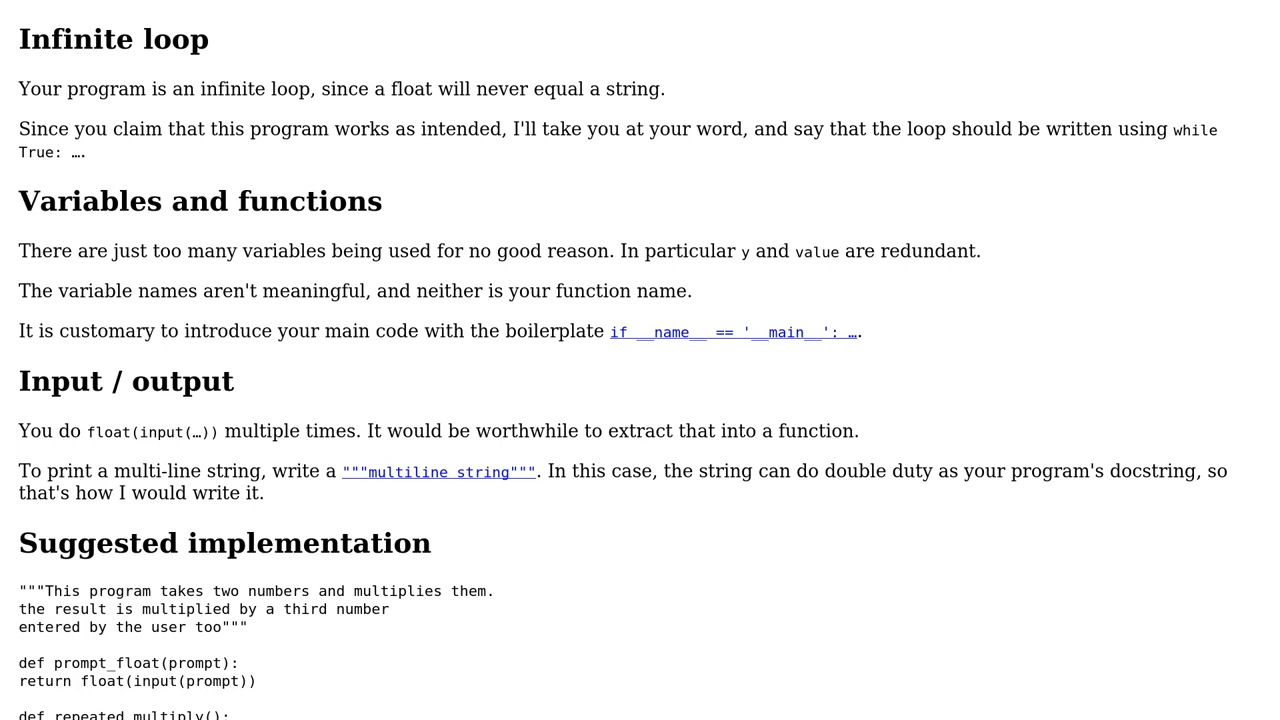 Infinite loop
Your program is an infinite loop, since a float will never equal a string.
Since you claim that this program works as intended, I'll take you at your word, and say that the loop should be written using while
True: ….
Variables and functions
There are just too many variables being used for no good reason. In particular y and value are redundant.
The variable names aren't meaningful, and neither is your function name.
It is customary to introduce your main code with the boilerplate if __name__ == '__main__': ….
Input / output
You do float(input(…)) multiple times. It would be worthwhile to extract that into a function.
To print a multi-line string, write a """multiline string""". In this case, the string can do double duty as your program's docstring, so
that's how I would write it.
Suggested implementation
"""This program takes two numbers and multiplies them.
the result is multiplied by a third number
entered by the user too"""
def prompt_float(prompt):
return float(input(prompt))
def repeated_multiply():